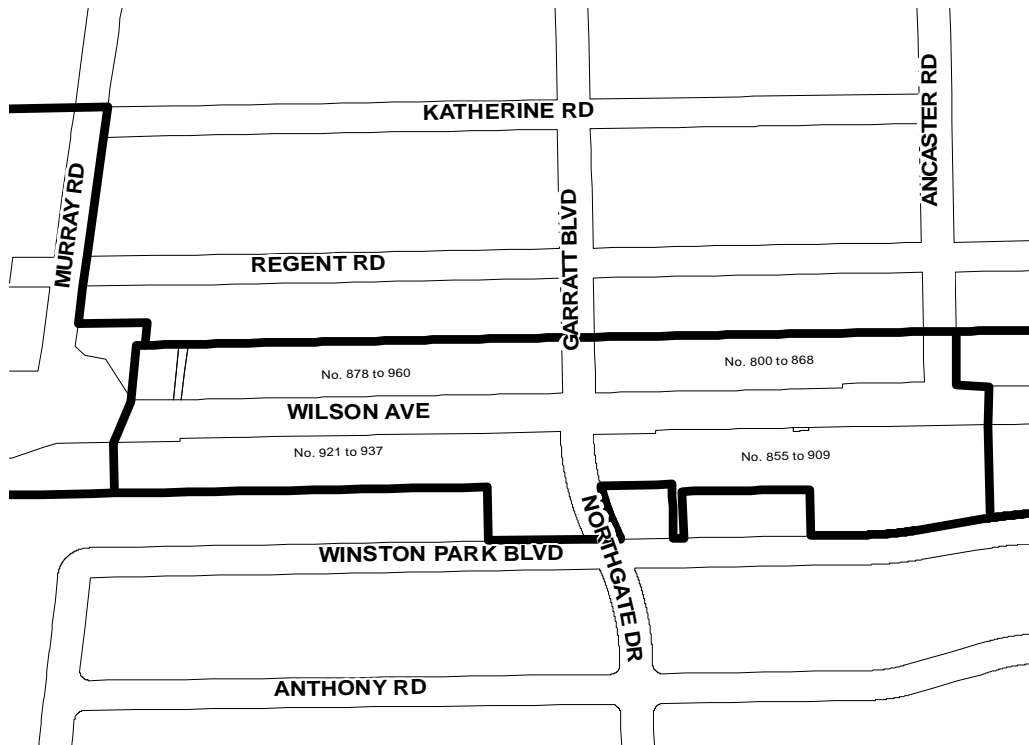 KATHERINE RD
ANCASTER RD
MURRAY RD
GARRATT BLVD
REGENT RD
No. 878 to 960
No. 800 to 868
WILSON AVE
No. 921 to 937
No. 855 to 909
NORTHGATE DR
WINSTON PARK BLVD
ANTHONY RD